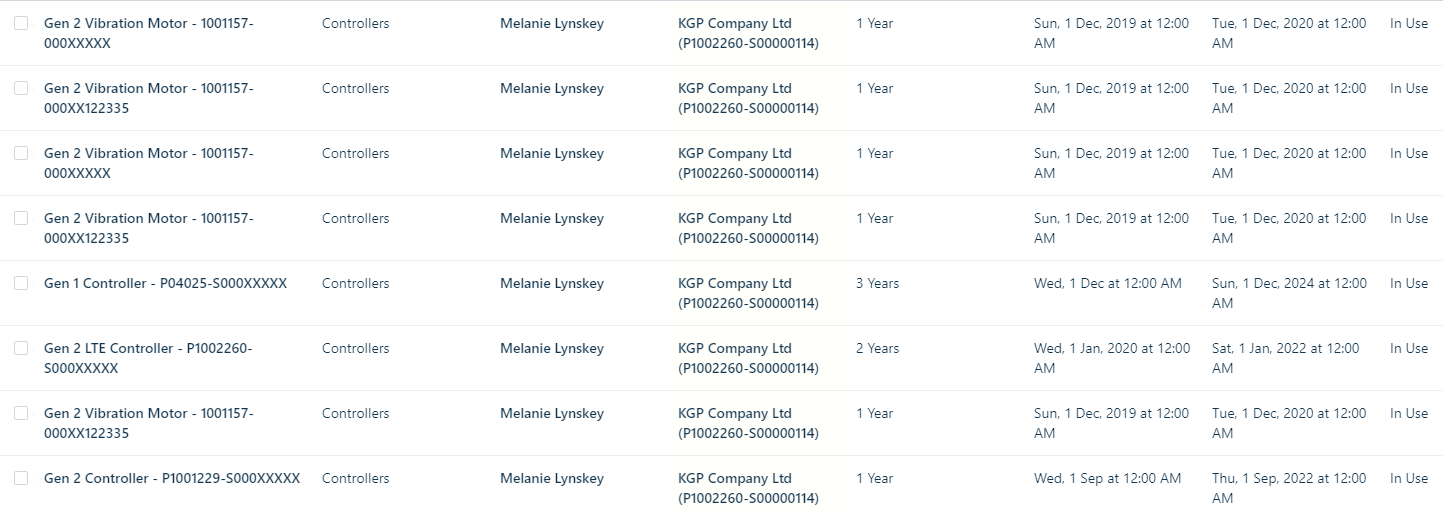 Gen 2 Vibration Motor - 1001157- Controllers Melanie Lynskey KGP Company Ltd 1 Year Sun, 1 Dec, 2019 at 12:00 Tue, 1 Dec, 2020 at 12:00 In Use
000XXXXX (P1002260-S00000114) AM AM
Gen 2 Vibration Motor - 1001157- Controllers Melanie Lynskey KGP Company Ltd 1 Year Sun, 1 Dec, 2019 at 12:00 Tue, 1 Dec, 2020 at 12:00 In Use
000XX122335 (P1002260-S00000114) AM AM
Gen 2 Vibration Motor - 1001157- Controllers Melanie Lynskey KGP Company Ltd 1 Year Sun, 1 Dec, 2019 at 12:00 Tue, 1 Dec, 2020 at 12:00 In Use
000XXXXX (P1002260-S00000114) AM AM
Gen 2 Vibration Motor - 1001157- Controllers Melanie Lynskey KGP Company Ltd 1 Year Sun, 1 Dec, 2019 at 12:00 Tue, 1 Dec, 2020 at 12:00 In Use
000XX122335 (P1002260-S00000114) AM AM
Gen 1 Controller - P04025-S000XXXXX Controllers Melanie Lynskey KGP Company Ltd 3 Years Wed, 1 Dec at 12:00 AM Sun, 1 Dec, 2024 at 12:00 In Use
(P1002260-S00000114) AM
Gen 2 LTE Controller - P1002260- Controllers Melanie Lynskey KGP Company Ltd 2 Years Wed, 1 Jan, 2020 at 12:00 Sat, 1 Jan, 2022 at 12:00 In Use
S000XXXXX (P1002260-S00000114) AM AM
Gen 2 Vibration Motor - 1001157- Controllers Melanie Lynskey KGP Company Ltd 1 Year Sun, 1 Dec, 2019 at 12:00 Tue, 1 Dec, 2020 at 12:00 In Use
000XX122335 (P1002260-S00000114) AM AM
Gen 2 Controller - P1001229-S000XXXXX Controllers Melanie Lynskey KGP Company Ltd 1 Year Wed, 1 Sep at 12:00 AM Thu, 1 Sep, 2022 at 12:00 In Use
(P1002260-S00000114) AM